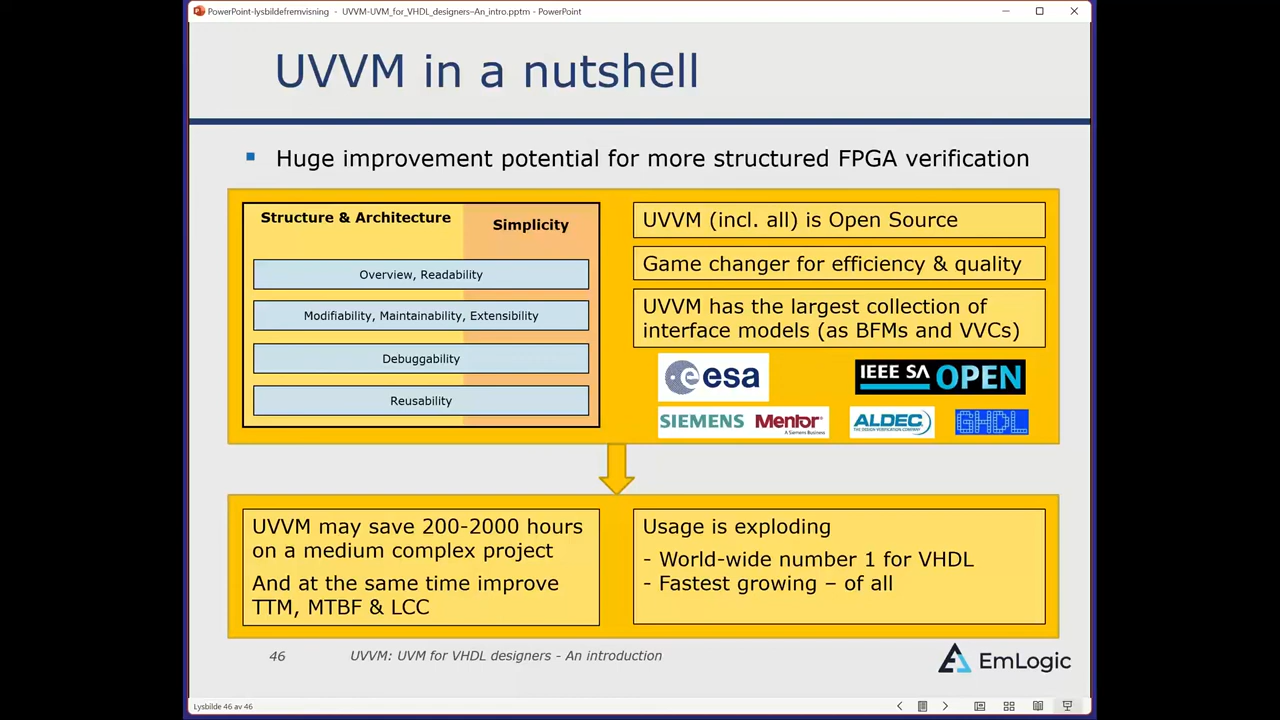 PowerPoint-lysbildefremvisning - UVVM-UVM_for_VHDL_designers–An_intro.pptm - PowerPoint
UVVM in a nutshell
Huge improvement potential for more structured FPGA verification
Structure & Architecture
Simplicity
Overview, Readability
Modifiability, Maintainability, Extensibility
Debuggability
Reusability
UVVM (incl. all) is Open Source
Game changer for efficiency & quality
UVVM has the largest collection of
interface models (as BFMs and VVCs)
esa
IEEE SA OPEN
SIEMENS Mentor®
A Siemens Business
ALDEC
THE DESIGN VERIFICATION COMPANY
GHDL
UVVM may save 200-2000 hours
on a medium complex project
And at the same time improve
TTM, MTBF & LCC
Usage is exploding
- World-wide number 1 for VHDL
- Fastest growing – of all
46
UVVM: UVM for VHDL designers - An introduction
EmLogic
Lysbilde 46 av 46